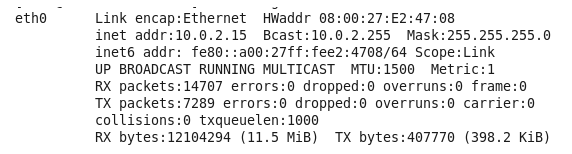 eth0      Link encap:Ethernet  HWaddr 08:00:27:E2:47:08
          inet addr:10.0.2.15  Bcast:10.0.2.255  Mask:255.255.255.0
          inet6 addr: fe80::a00:27ff:fee2:4708/64 Scope:Link
          UP BROADCAST RUNNING MULTICAST  MTU:1500  Metric:1
          RX packets:14707 errors:0 dropped:0 overruns:0 frame:0
          TX packets:7289 errors:0 dropped:0 overruns:0 carrier:0
          collisions:0 txqueuelen:1000
          RX bytes:12104294 (11.5 MiB)  TX bytes:407770 (398.2 KiB)